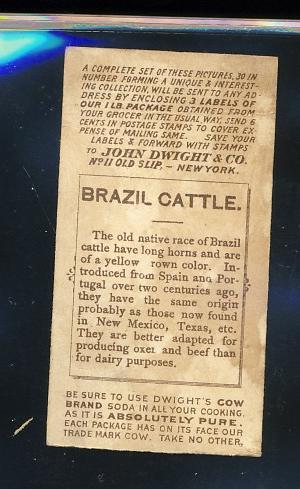 A COMPLETE SET OF THESE PICTURES, 30 IN
NUMBER FORMING A UNIQUE & INTEREST-
ING COLLECTION, WILL BE SENT TO ANY AD-
DRESS BY ENCLOSING 3 LABELS OF
OUR 1 LB. PACKAGE OBTAINED FROM
YOUR GROCER IN THE USUAL WAY, SEND 6
CENTS IN POSTAGE STAMPS TO COVER EX-
PENSE OF MAILING SAME. SAVE YOUR
LABELS & FORWARD WITH STAMPS
TO JOHN DWIGHT & CO.
No 11 OLD SLIP. – NEW YORK.
BRAZIL CATTLE.
The old native race of Brazil
cattle have long horns and are
of a yellow rown color. In-
troduced from Spain and Por-
tugal over two centuries ago,
they have the same origin
probably as those now found
in New Mexico, Texas, etc.
They are better adapted for
producing oxen and beef than
for dairy purposes.
BE SURE TO USE DWIGHT'S COW
BRAND SODA IN ALL YOUR COOKING.
AS IT IS ABSOLUTELY PURE.
EACH PACKAGE HAS ON ITS FACE OUR
TRADE MARK COW. TAKE NO OTHER.